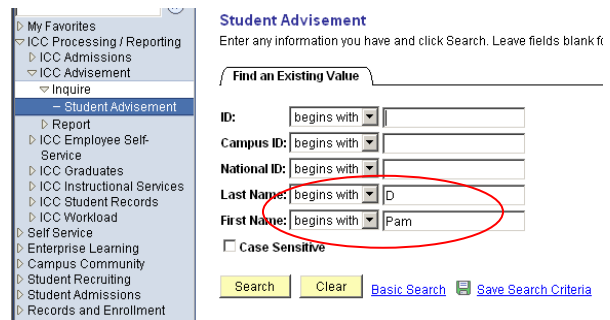 My Favorites
ICC Processing / Reporting
ICC Admissions
ICC Advisement
Inquire
– Student Advisement
Report
ICC Employee Self-
Service
ICC Graduates
ICC Instructional Services
ICC Student Records
ICC Workload
Self Service
Enterprise Learning
Campus Community
Student Recruiting
Student Admissions
Records and Enrollment
Student Advisement
Enter any information you have and click Search. Leave fields blank
Find an Existing Value
ID: begins with
Campus ID: begins with
National ID: begins with
Last Name: begins with D
First Name: begins with Pam
Case Sensitive
Search Clear Basic Search Save Search Criteria